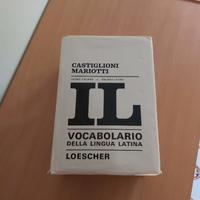 CASTIGLIONI
MARIOTTI
IL
VOCABOLARIO
DELLA LINGUA LATINA
LOESCHER